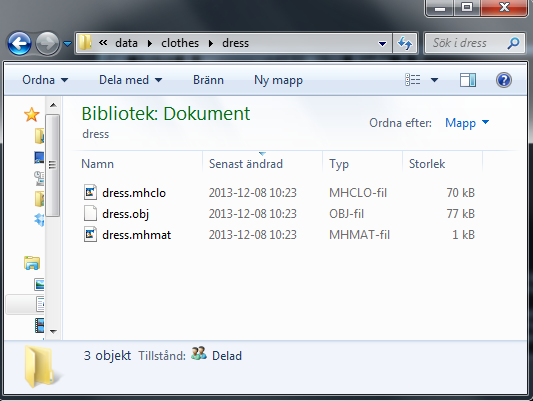 « data clothes dress Sök i dress
Ordna Dela med Bränn Ny mapp
Bibliotek: Dokument
dress
Ordna efter: Mapp
Namn Senast ändrad Typ Storlek
dress.mhclo 2013-12-08 10:23 MHCLO-fil 70 kB
dress.obj 2013-12-08 10:23 OBJ-fil 77 kB
dress.mhmat 2013-12-08 10:23 MHMAT-fil 1 kB
3 objekt Tillstånd: Delad